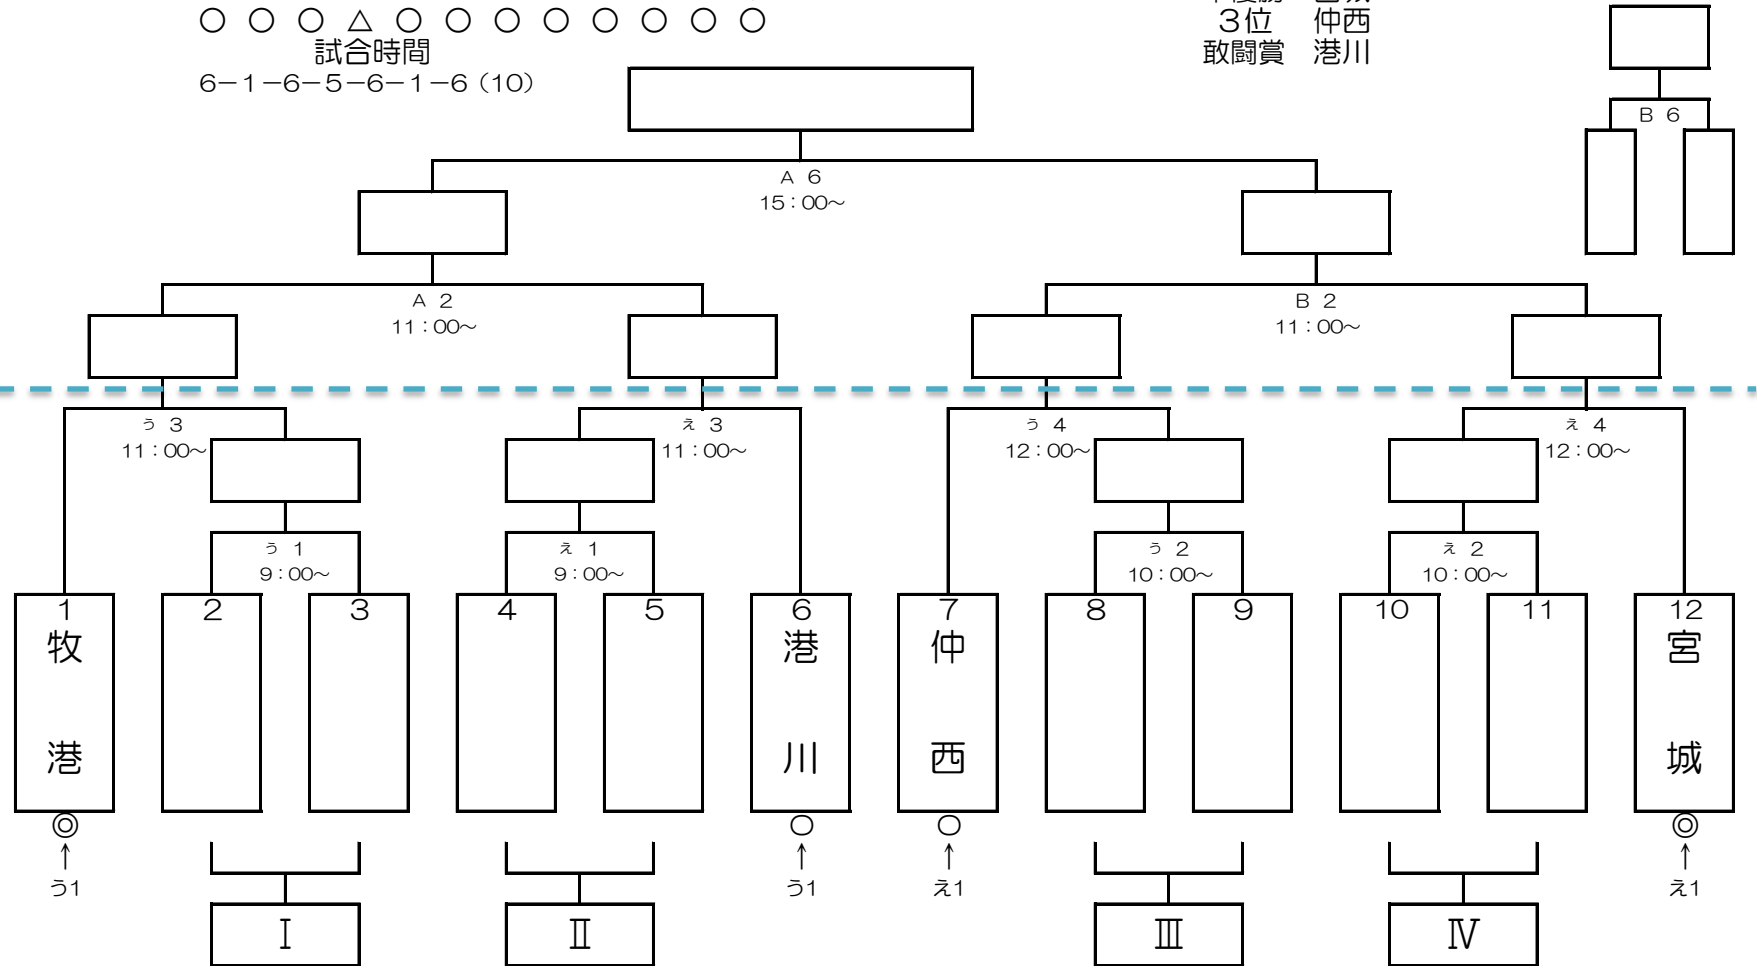 ○ ○ ○ △ ○ ○ ○ ○ ○ ○ ○ ○
試合時間
6－1－6－5－6－1－6（10）
3位 仲西
敢闘賞 港川
B 6
A 6
15：00～
A 2
11：00～
B 2
11：00～
う 3
11：00～
え 3
11：00～
う 4
12：00～
え 4
12：00～
う 1
9：00～
え 1
9：00～
う 2
10：00～
え 2
10：00～
1 2 3 4 5 6 7 8 9 10 11 12
牧港
港川
仲西
宮城
◎ ○ ○ ◎
↑ ↑ ↑ ↑
う1 う1 え1 え1
Ⅰ Ⅱ Ⅲ Ⅳ